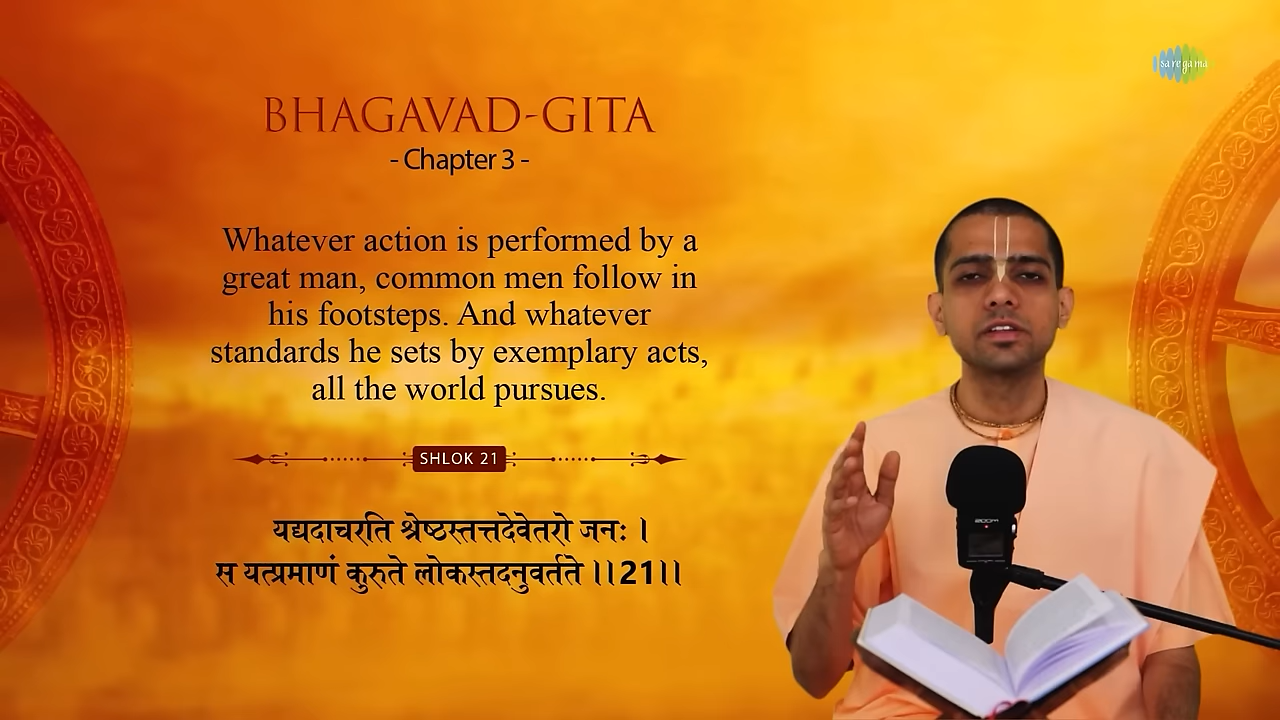 saregama
BHAGAVAD-GITA
- Chapter 3 -
Whatever action is performed by a
great man, common men follow in
his footsteps. And whatever
standards he sets by exemplary acts,
all the world pursues.
SHLOK 21
यद्यदाचरति श्रेष्ठस्तत्तदेवेतरो जनः ।
स यत्प्रमाणं कुरुते लोकस्तदनुवर्तते ।।21।।
zoom